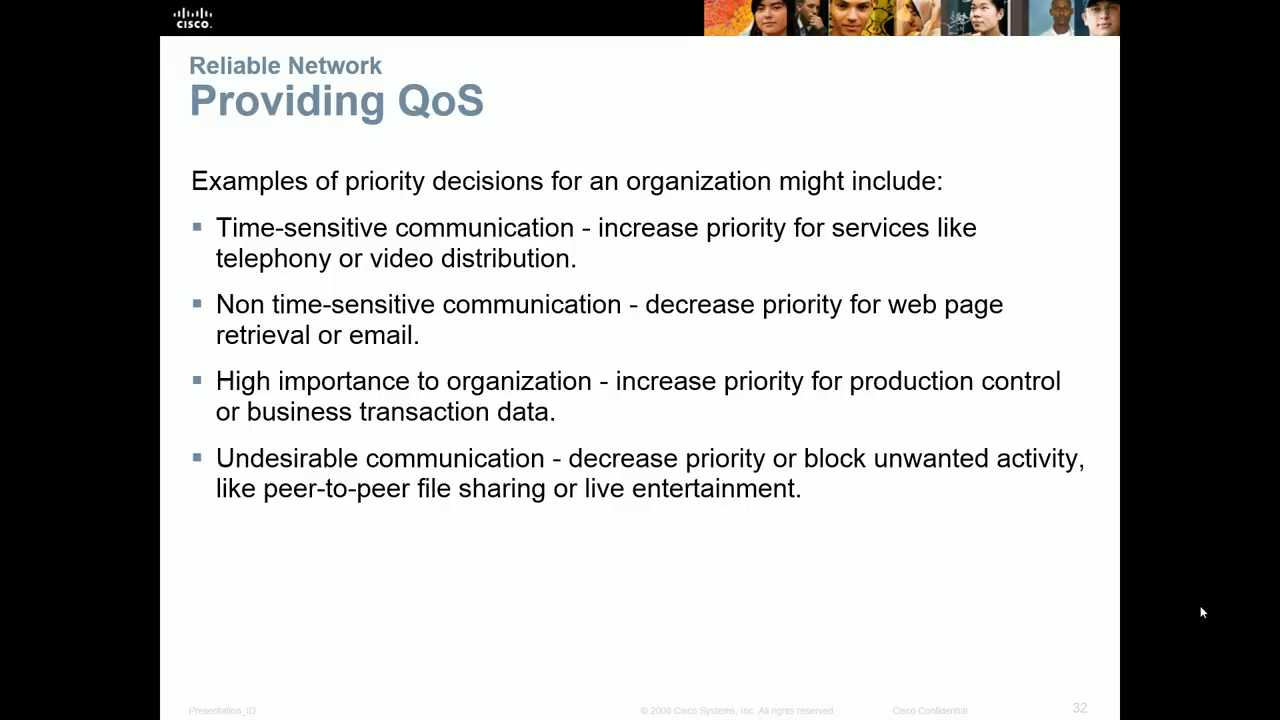 CISCO.
Reliable Network
Providing QoS
Examples of priority decisions for an organization might include:
▪ Time-sensitive communication - increase priority for services like
telephony or video distribution.
▪ Non time-sensitive communication - decrease priority for web page
retrieval or email.
▪ High importance to organization - increase priority for production control
or business transaction data.
▪ Undesirable communication - decrease priority or block unwanted activity,
like peer-to-peer file sharing or live entertainment.
Presentation_ID © 2008 Cisco Systems, Inc. All rights reserved. Cisco Confidential 32